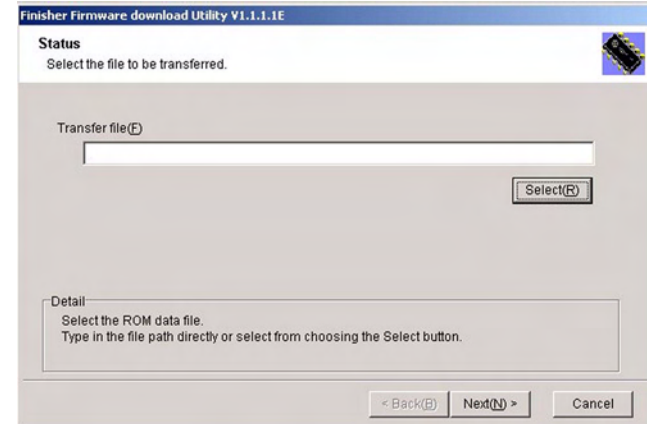 Finisher Firmware download Utility V1.1.1.1E
Status
Select the file to be transferred.
Transfer file(F)
Select(R)
Detail
Select the ROM data file.
Type in the file path directly or select from choosing the Select button.
< Back(B) Next(N) > Cancel